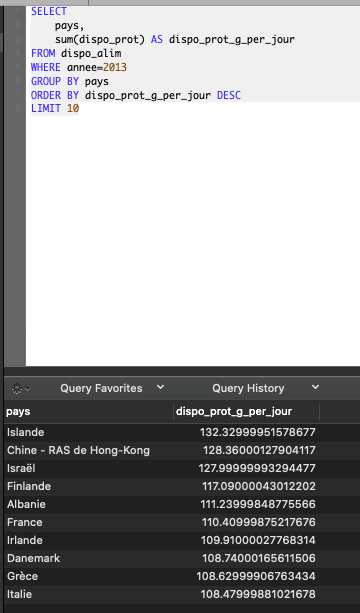 SELECT
pays,
sum(dispo_prot) AS dispo_prot_g_per_jour
FROM dispo_alim
WHERE annee=2013
GROUP BY pays
ORDER BY dispo_prot_g_per_jour DESC
LIMIT 10
Query Favorites Query History
pays dispo_prot_g_per_jour
Islande 132.32999951578677
Chine - RAS de Hong-Kong 128.36000127904117
Israël 127.99999993294477
Finlande 117.09000043012202
Albanie 111.23999848775566
France 110.40999875217676
Irlande 109.91000027768314
Danemark 108.74000165611506
Grèce 108.62999906763434
Italie 108.47999881021678